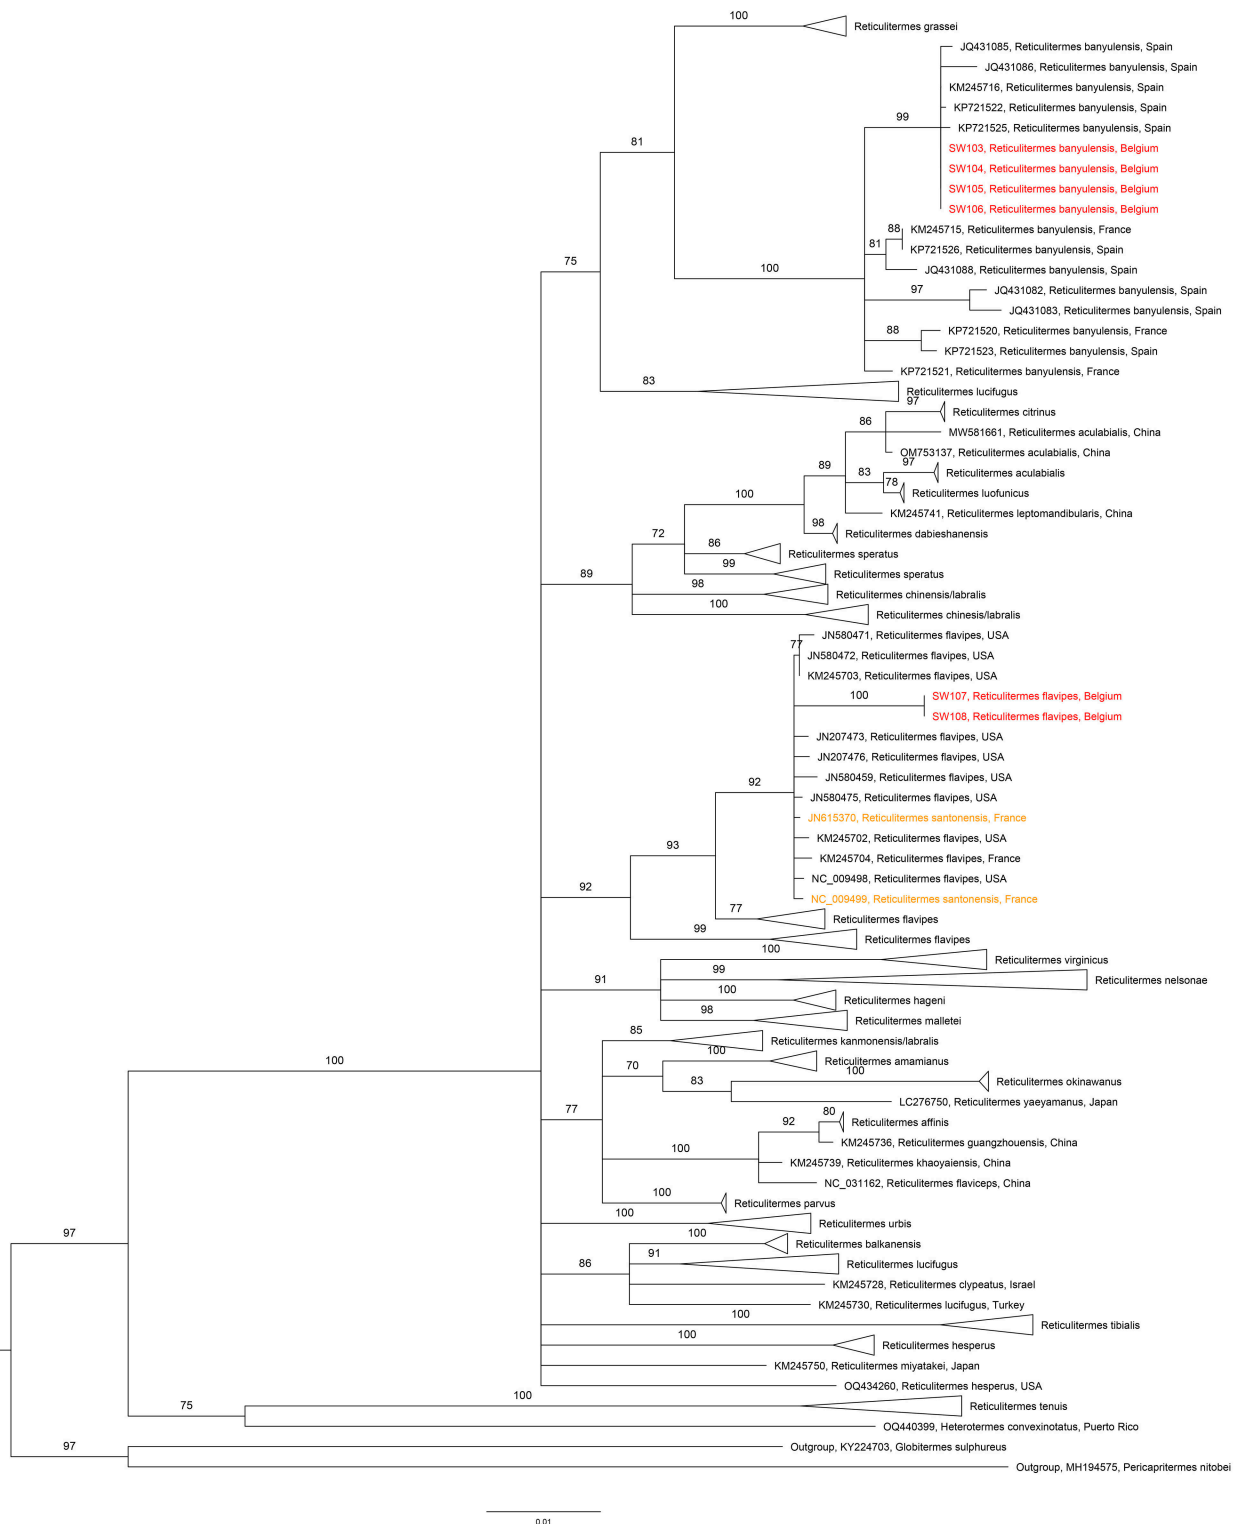 100
Reticulitermes grassei
JQ431085, Reticulitermes banyulensis, Spain
JQ431086, Reticulitermes banyulensis, Spain
KM245716, Reticulitermes banyulensis, Spain
KP721522, Reticulitermes banyulensis, Spain
99
KP721525, Reticulitermes banyulensis, Spain
81
SW103, Reticulitermes banyulensis, Belgium
SW104, Reticulitermes banyulensis, Belgium
SW105, Reticulitermes banyulensis, Belgium
SW106, Reticulitermes banyulensis, Belgium
88
KM245715, Reticulitermes banyulensis, France
81
KP721526, Reticulitermes banyulensis, Spain
75
100
JQ431088, Reticulitermes banyulensis, Spain
97
JQ431082, Reticulitermes banyulensis, Spain
JQ431083, Reticulitermes banyulensis, Spain
88
KP721520, Reticulitermes banyulensis, France
KP721523, Reticulitermes banyulensis, Spain
KP721521, Reticulitermes banyulensis, France
83
Reticulitermes lucifugus
97
Reticulitermes citrinus
86
MW581661, Reticulitermes aculabialis, China
OM753137, Reticulitermes aculabialis, China
89
83
97
Reticulitermes aculabialis
78
Reticulitermes luofunicus
100
KM245741, Reticulitermes leptomandibularis, China
98
Reticulitermes dabieshanensis
72
86
Reticulitermes speratus
99
Reticulitermes speratus
89
98
Reticulitermes chinensis/labralis
100
Reticulitermes chinesis/labralis
JN580471, Reticulitermes flavipes, USA
77
JN580472, Reticulitermes flavipes, USA
KM245703, Reticulitermes flavipes, USA
100
SW107, Reticulitermes flavipes, Belgium
SW108, Reticulitermes flavipes, Belgium
JN207473, Reticulitermes flavipes, USA
JN207476, Reticulitermes flavipes, USA
JN580459, Reticulitermes flavipes, USA
92
JN580475, Reticulitermes flavipes, USA
JN615370, Reticulitermes santonensis, France
KM245702, Reticulitermes flavipes, USA
93
KM245704, Reticulitermes flavipes, France
NC_009498, Reticulitermes flavipes, USA
92
NC_009499, Reticulitermes santonensis, France
77
Reticulitermes flavipes
99
Reticulitermes flavipes
100
Reticulitermes virginicus
99
Reticulitermes nelsonae
91
100
Reticulitermes hageni
98
Reticulitermes malletei
85
Reticulitermes kanmonensis/labralis
100
Reticulitermes amamianus
70
100
Reticulitermes okinawanus
83
LC276750, Reticulitermes yaeyamanus, Japan
100
77
80
Reticulitermes affinis
92
KM245736, Reticulitermes guangzhouensis, China
100
KM245739, Reticulitermes khaoyaiensis, China
NC_031162, Reticulitermes flaviceps, China
100
Reticulitermes parvus
100
Reticulitermes urbis
97
100
Reticulitermes balkanensis
86
91
Reticulitermes lucifugus
KM245728, Reticulitermes clypeatus, Israel
KM245730, Reticulitermes lucifugus, Turkey
100
Reticulitermes tibialis
100
Reticulitermes hesperus
KM245750, Reticulitermes miyatakei, Japan
OQ434260, Reticulitermes hesperus, USA
75
100
Reticulitermes tenuis
OQ440399, Heterotermes convexinotatus, Puerto Rico
97
Outgroup, KY224703, Globitermes sulphureus
Outgroup, MH194575, Pericapritermes nitobei
0.01